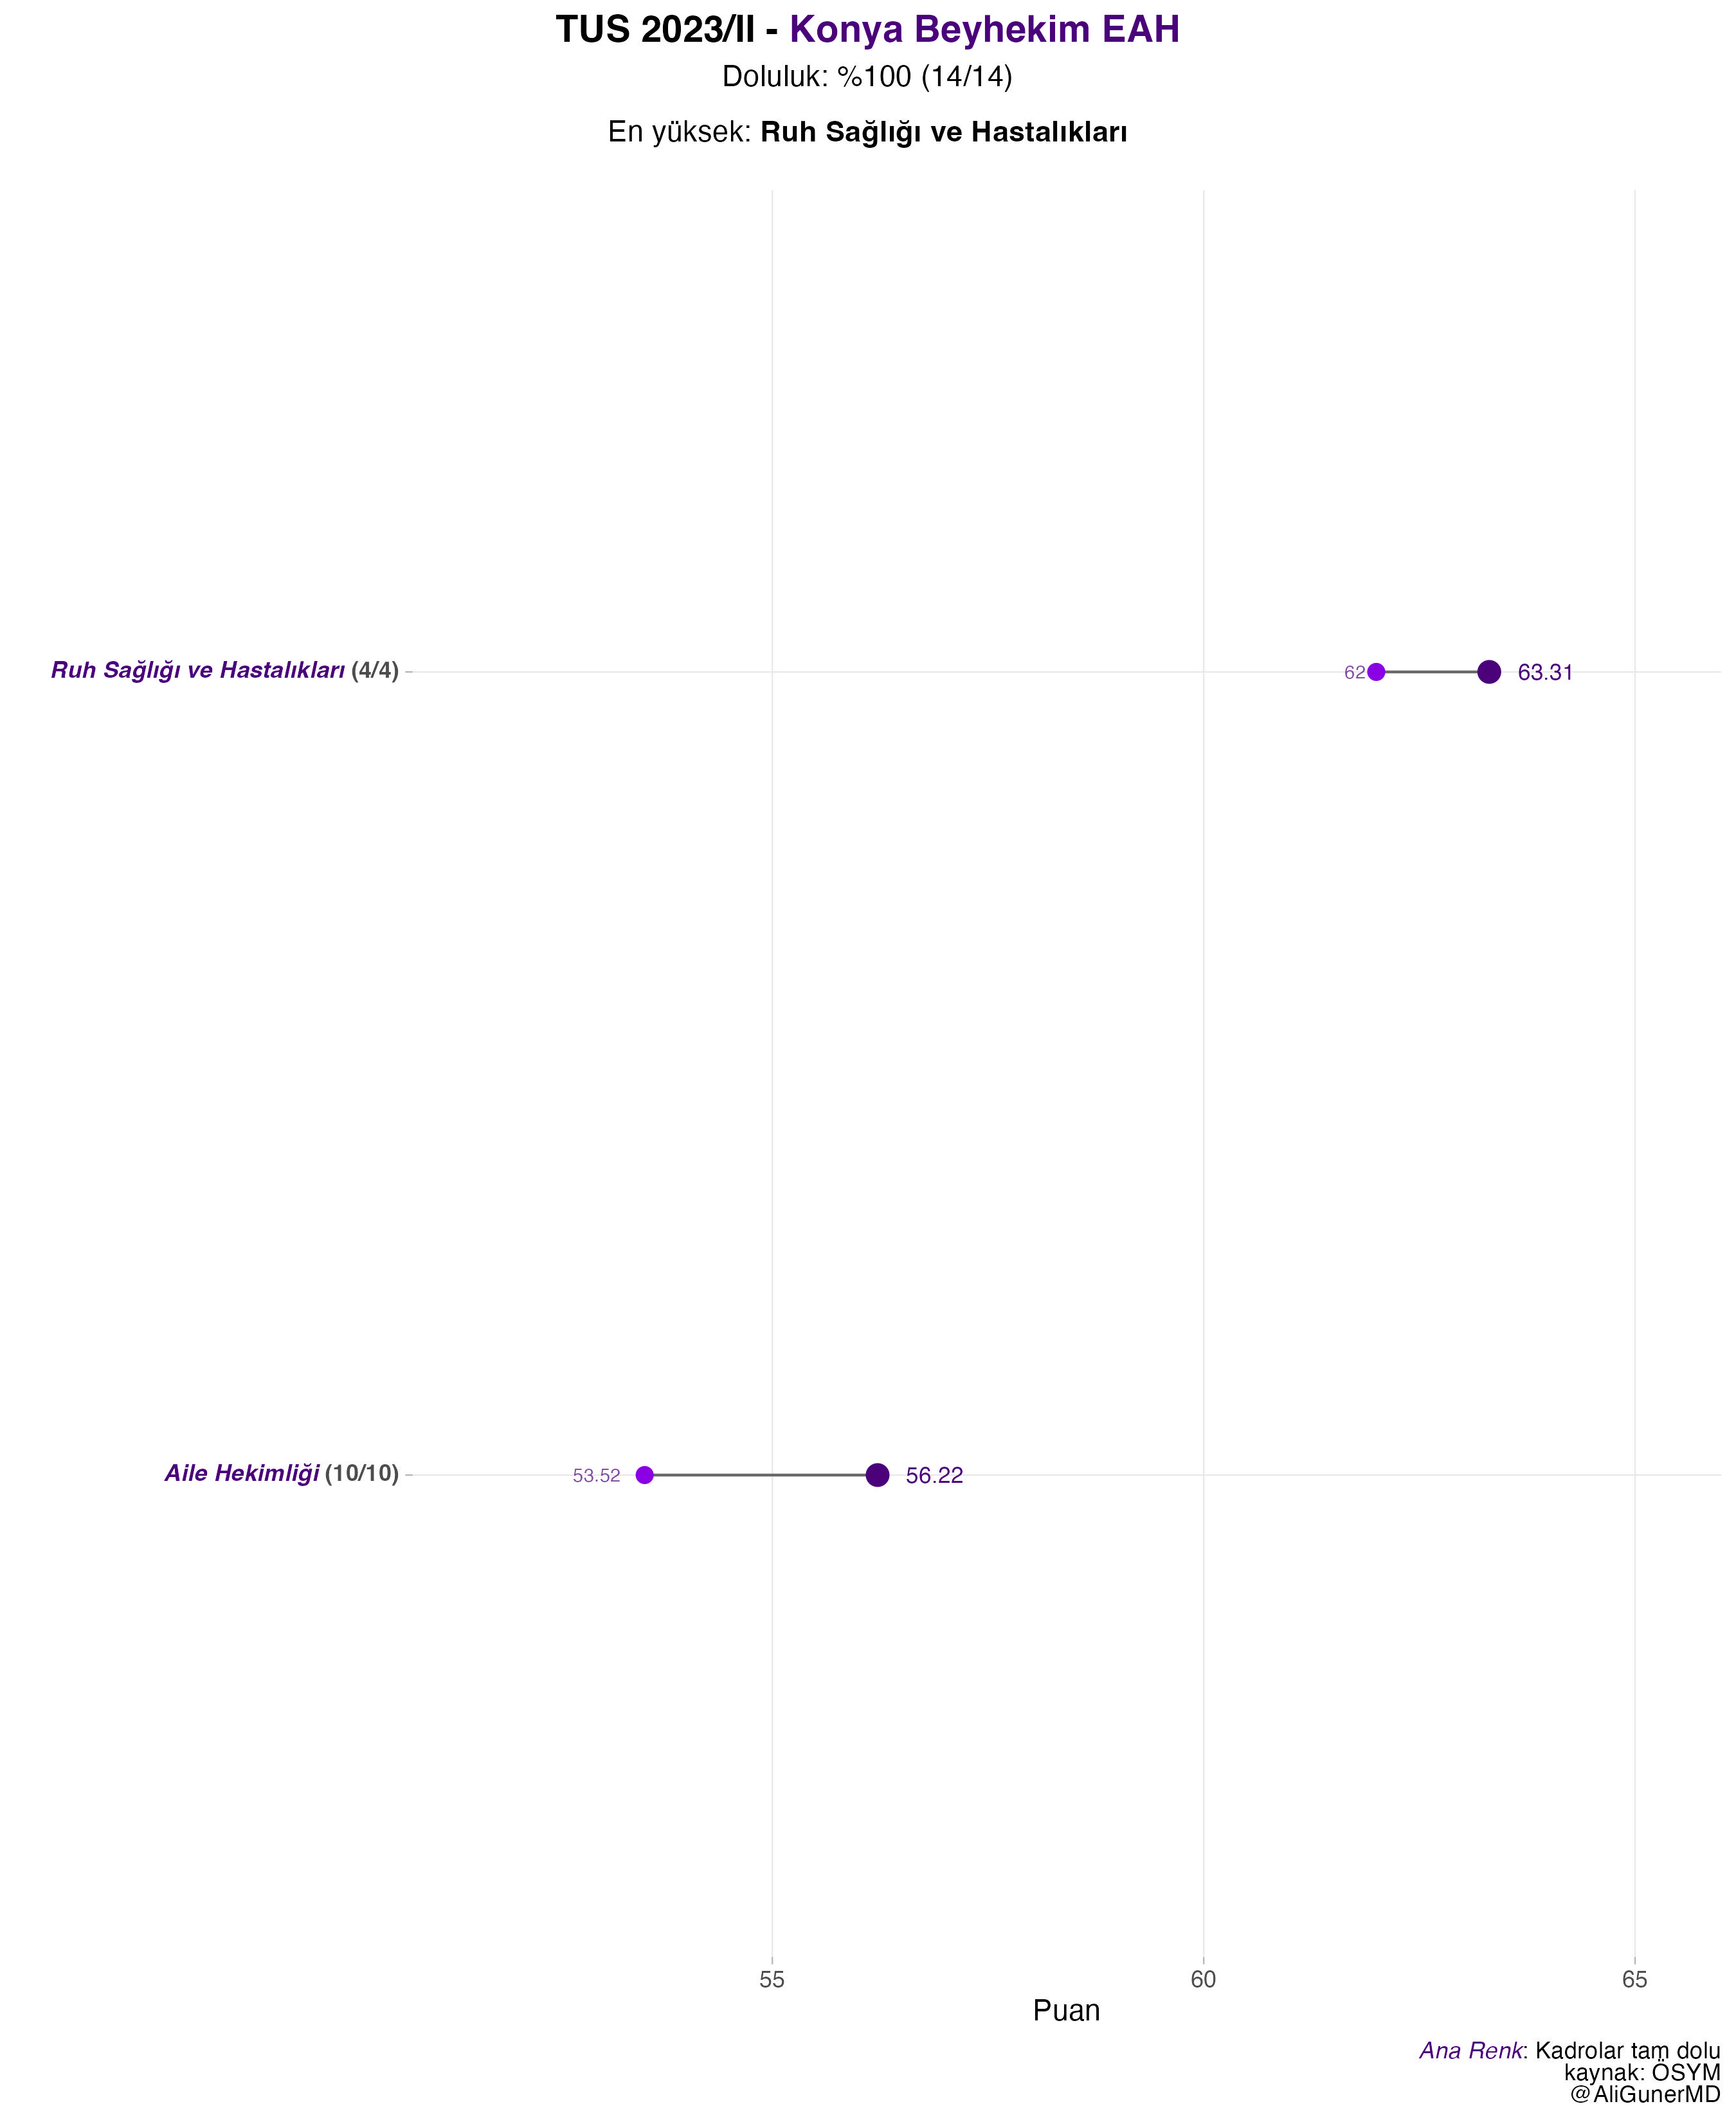 TUS 2023/II - Konya Beyhekim EAH
Doluluk: %100 (14/14)
En yüksek: Ruh Sağlığı ve Hastalıkları
Ruh Sağlığı ve Hastalıkları (4/4)
62
63.31
Aile Hekimliği (10/10)
53.52
56.22
55
60
65
Puan
Ana Renk: Kadrolar tam dolu
kaynak: ÖSYM
@AliGunerMD